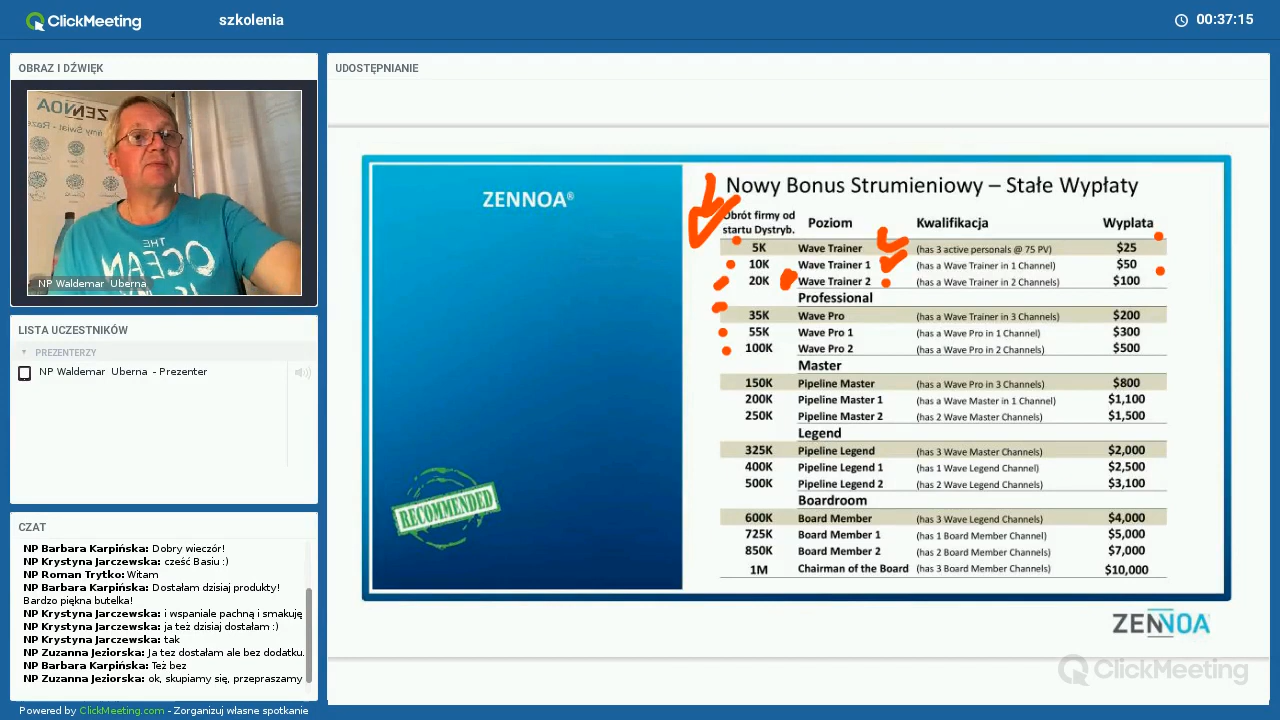 ClickMeeting
szkolenia
00:37:15
OBRAZ I DŹWIĘK
ZENNOA
THE
OCEAN
NP Waldemar Uberna
LISTA UCZESTNIKÓW
PREZENTERZY
NP Waldemar Uberna - Prezenter
CZAT
NP Barbara Karpińska: Dobry wieczór!
NP Krystyna Jarczewska: cześć Basiu :)
NP Roman Trytko: Witam
NP Barbara Karpińska: Dostałam dzisiaj produkty!
Bardzo piękna butelka!
NP Krystyna Jarczewska: i wspaniale pachną i smakuję
NP Krystyna Jarczewska: ja też dzisiaj dostałam :)
NP Krystyna Jarczewska: tak
NP Zuzanna Jeziorska: Ja tez dostałam ale bez dodatku.
NP Barbara Karpińska: Też bez
NP Zuzanna Jeziorska: ok, skupiamy się, przepraszamy
Powered by ClickMeeting.com - Zorganizuj własne spotkanie
UDOSTĘPNIANIE
ZENNOA®
RECOMMENDED
Nowy Bonus Strumieniowy – Stałe Wypłaty
Obrót firmy od
startu Dystryb. Poziom Kwalifikacja Wyplata
5K Wave Trainer (has 3 active personals @ 75 PV) $25
10K Wave Trainer 1 (has a Wave Trainer in 1 Channel) $50
20K Wave Trainer 2 (has a Wave Trainer in 2 Channels) $100
Professional
35K Wave Pro (has a Wave Trainer in 3 Channels) $200
55K Wave Pro 1 (has a Wave Pro in 1 Channel) $300
100K Wave Pro 2 (has a Wave Pro in 2 Channels) $500
Master
150K Pipeline Master (has a Wave Pro in 3 Channels) $800
200K Pipeline Master 1 (has a Wave Master in 1 Channel) $1,100
250K Pipeline Master 2 (has 2 Wave Master Channels) $1,500
Legend
325K Pipeline Legend (has 3 Wave Master Channels) $2,000
400K Pipeline Legend 1 (has 1 Wave Legend Channel) $2,500
500K Pipeline Legend 2 (has 2 Wave Legend Channels) $3,100
Boardroom
600K Board Member (has 3 Wave Legend Channels) $4,000
725K Board Member 1 (has 1 Board Member Channel) $5,000
850K Board Member 2 (has 2 Board Member Channels) $7,000
1M Chairman of the Board (has 3 Board Member Channels) $10,000
ZENNOA
ClickMeeting